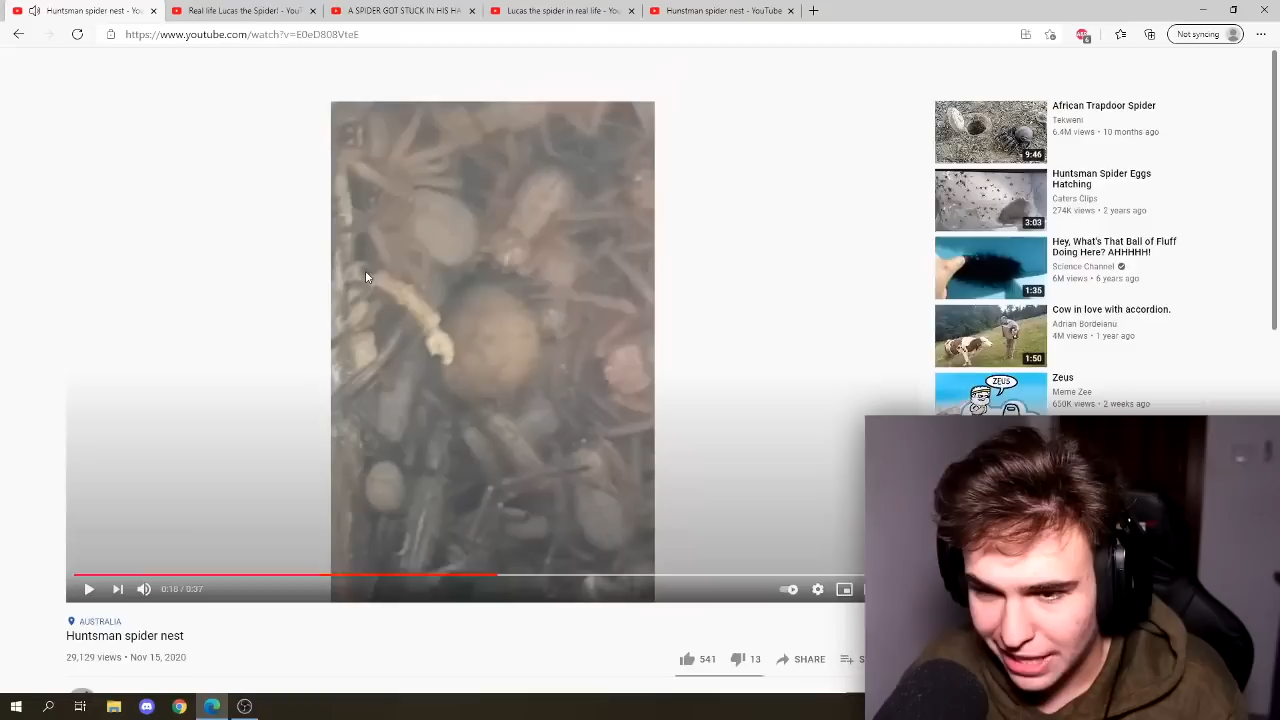 Huntsman spider nest - You
Real life Lucas the Spider! - YouT
A SPIDER GOT STUCK IN HIS HA
Lucas the spider in real life - You
Hunstman spider nest - YouTube
https://www.youtube.com/watch?v=E0eD808VteE
6
Not syncing
African Trapdoor Spider
Tekweni
6.4M views • 10 months ago
9:46
Huntsman Spider Eggs
Hatching
Caters Clips
274K views • 2 years ago
3:03
Hey, What's That Ball of Fluff
Doing Here? AHHHHH!
Science Channel
6M views • 6 years ago
1:35
Cow in love with accordion.
Adrian Bordeianu
4M views • 1 year ago
1:50
ZEUS
Zeus
Meme Zee
650K views • 2 weeks ago
0:18 / 0:37
AUSTRALIA
Huntsman spider nest
29,129 views • Nov 15, 2020
541
13
SHARE
S